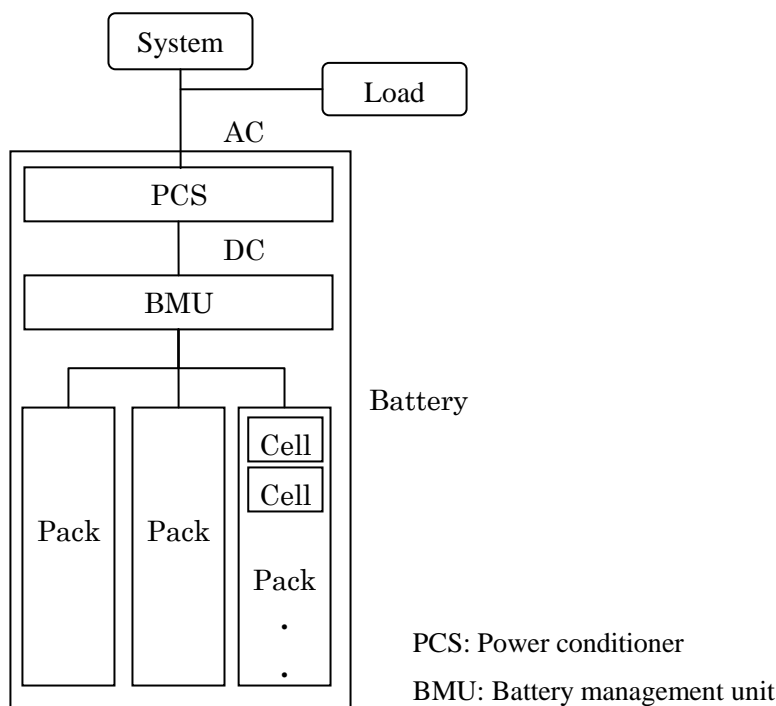 System
Load
AC
PCS
DC
BMU
Battery
Cell
Cell
Pack
Pack
Pack
PCS: Power conditioner
BMU: Battery management unit